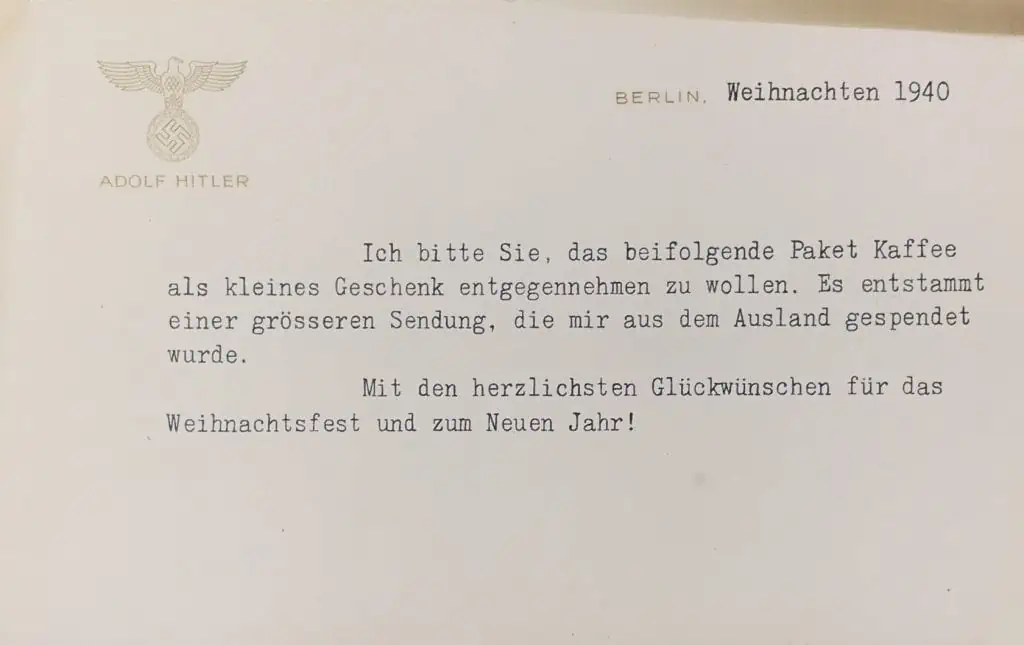 BERLIN, Weihnachten 1940
ADOLF HITLER
Ich bitte Sie, das beifolgende Paket Kaffee
als kleines Geschenk entgegennehmen zu wollen. Es entstammt
einer grösseren Sendung, die mir aus dem Ausland gespendet
wurde.
Mit den herzlichsten Glückwünschen für das
Weihnachtsfest und zum Neuen Jahr!